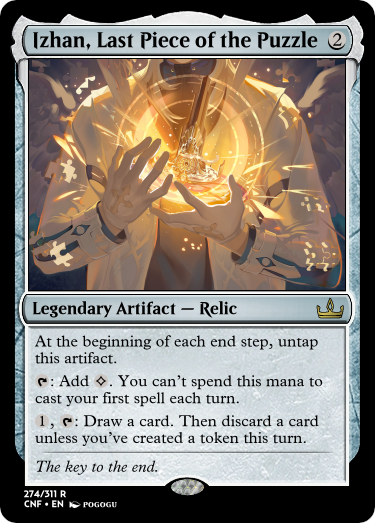 Izhan, Last Piece of the Puzzle 2
Legendary Artifact — Relic
At the beginning of each end step, untap
this artifact.
: Add . You can't spend this mana to
cast your first spell each turn.
1 , : Draw a card. Then discard a card
unless you've created a token this turn.
The key to the end.
274/311 R
CNF • EN POGOGU